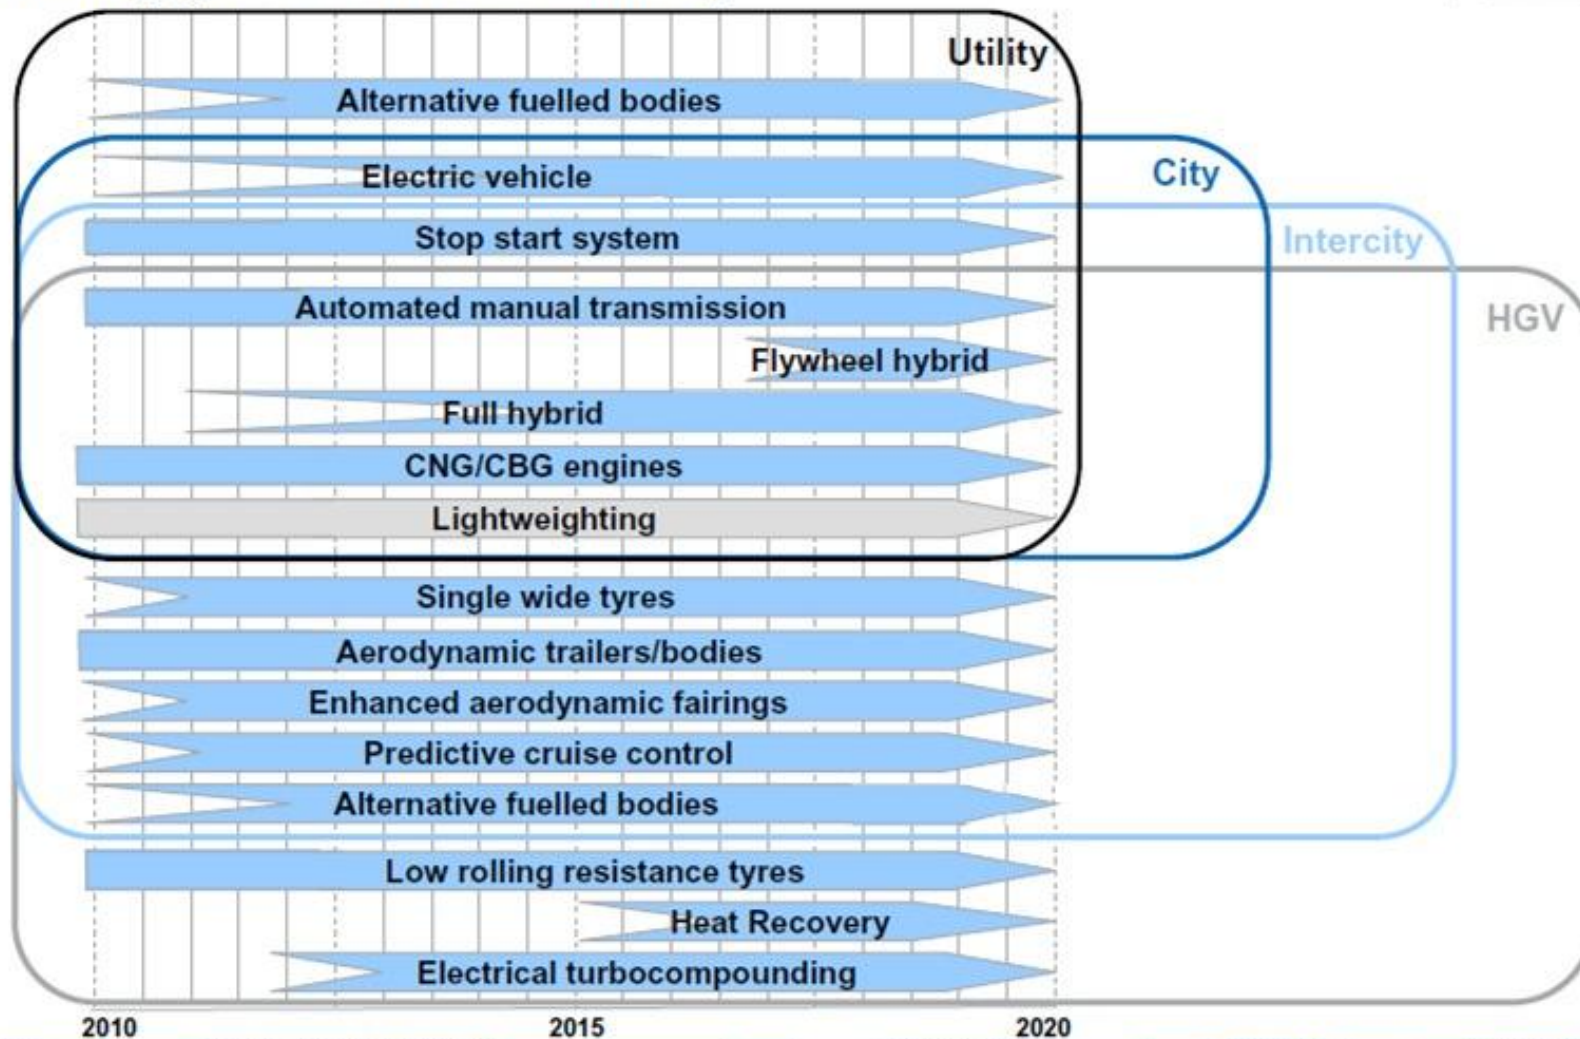 Utility
Alternative fuelled bodies
City
Electric vehicle
Stop start system
Intercity
Automated manual transmission
HGV
Flywheel hybrid
Full hybrid
CNG/CBG engines
Lightweighting
Single wide tyres
Aerodynamic trailers/bodies
Enhanced aerodynamic fairings
Predictive cruise control
Alternative fuelled bodies
Low rolling resistance tyres
Heat Recovery
Electrical turbocompounding
2010 2015 2020